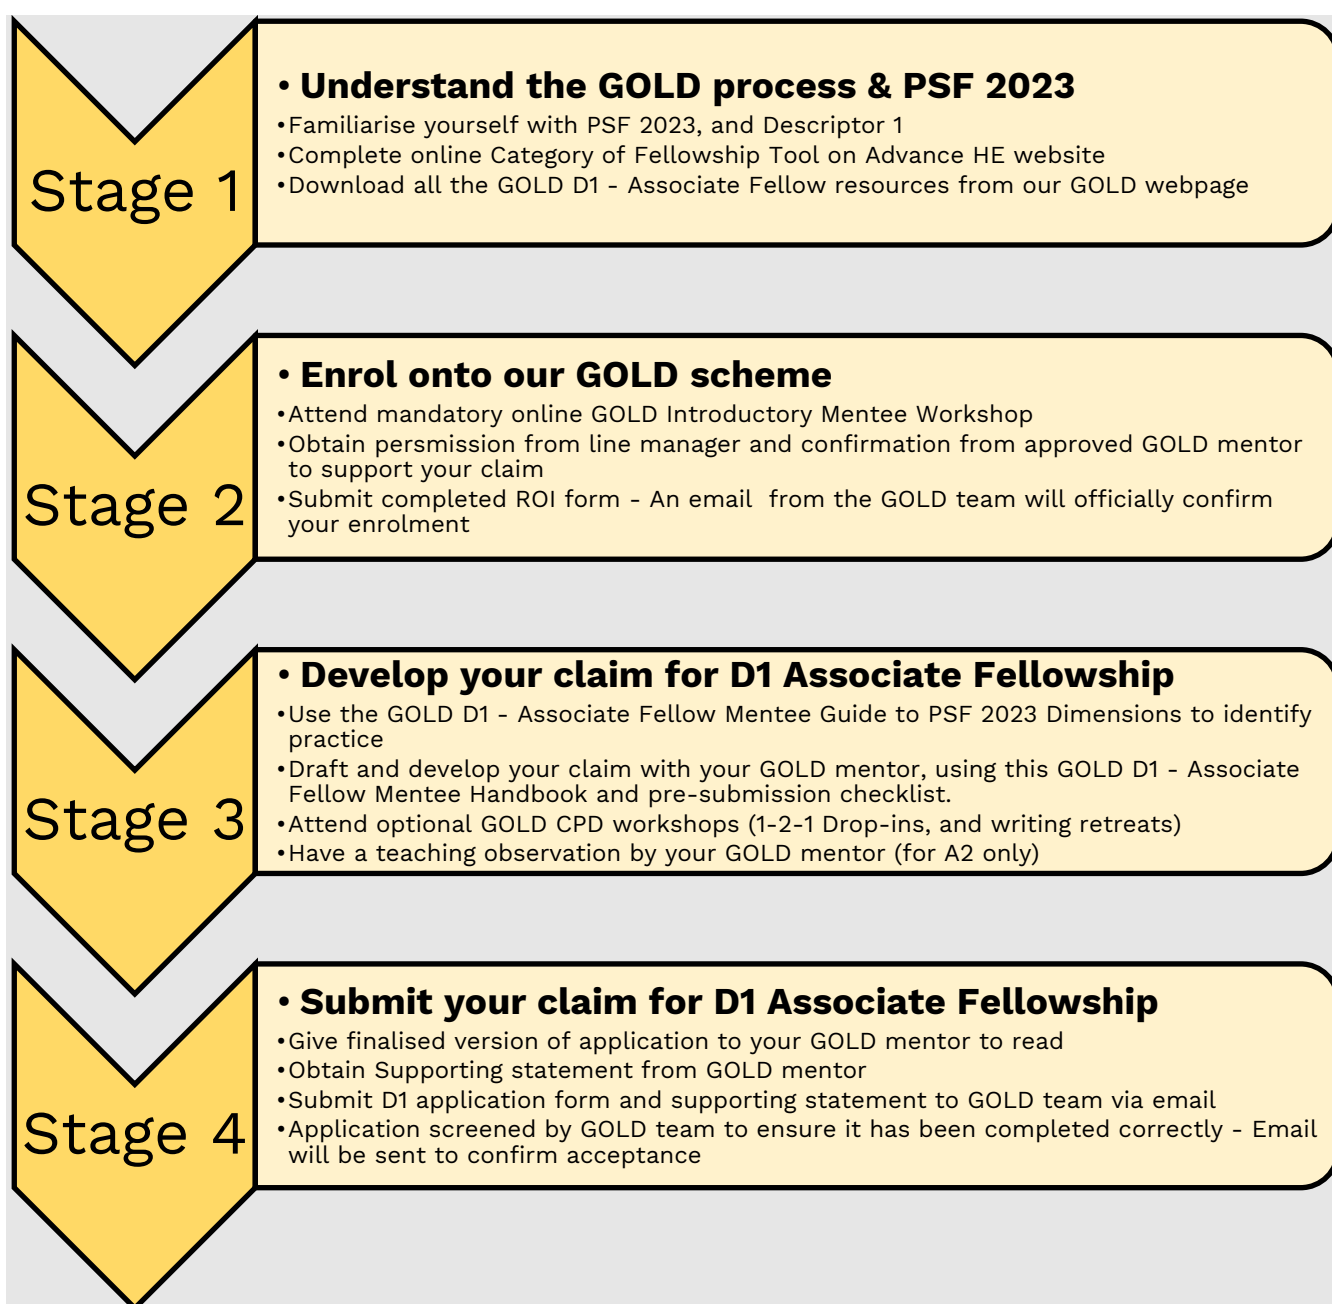 Stage 1
• Understand the GOLD process & PSF 2023
•Familiarise yourself with PSF 2023, and Descriptor 1
•Complete online Category of Fellowship Tool on Advance HE website
•Download all the GOLD D1 - Associate Fellow resources from our GOLD webpage
Stage 2
• Enrol onto our GOLD scheme
•Attend mandatory online GOLD Introductory Mentee Workshop
•Obtain persmission from line manager and confirmation from approved GOLD mentor
to support your claim
•Submit completed ROI form - An email  from the GOLD team will officially confirm
your enrolment
Stage 3
• Develop your claim for D1 Associate Fellowship
•Use the GOLD D1 - Associate Fellow Mentee Guide to PSF 2023 Dimensions to identify
practice
•Draft and develop your claim with your GOLD mentor, using this GOLD D1 - Associate
Fellow Mentee Handbook and pre-submission checklist.
•Attend optional GOLD CPD workshops (1-2-1 Drop-ins, and writing retreats)
•Have a teaching observation by your GOLD mentor (for A2 only)
Stage 4
• Submit your claim for D1 Associate Fellowship
•Give finalised version of application to your GOLD mentor to read
•Obtain Supporting statement from GOLD mentor
•Submit D1 application form and supporting statement to GOLD team via email
•Application screened by GOLD team to ensure it has been completed correctly - Email
will be sent to confirm acceptance